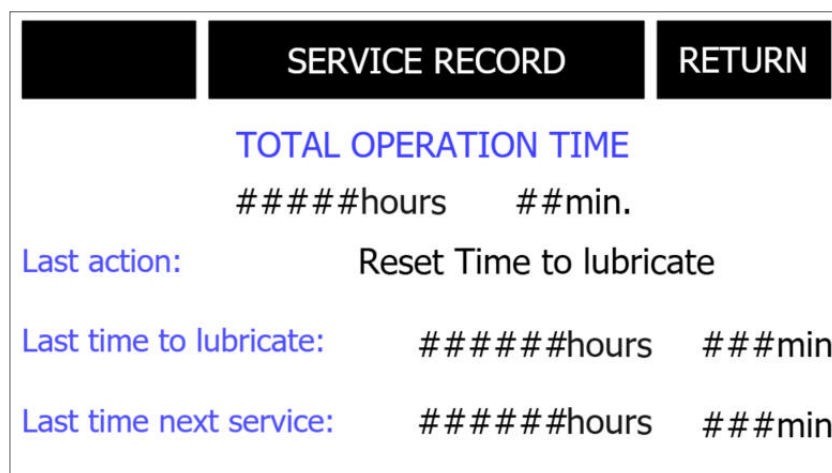 SERVICE RECORD RETURN
TOTAL OPERATION TIME
#####hours ##min.
Last action: Reset Time to lubricate
Last time to lubricate: ######hours ###min
Last time next service: ######hours ###min